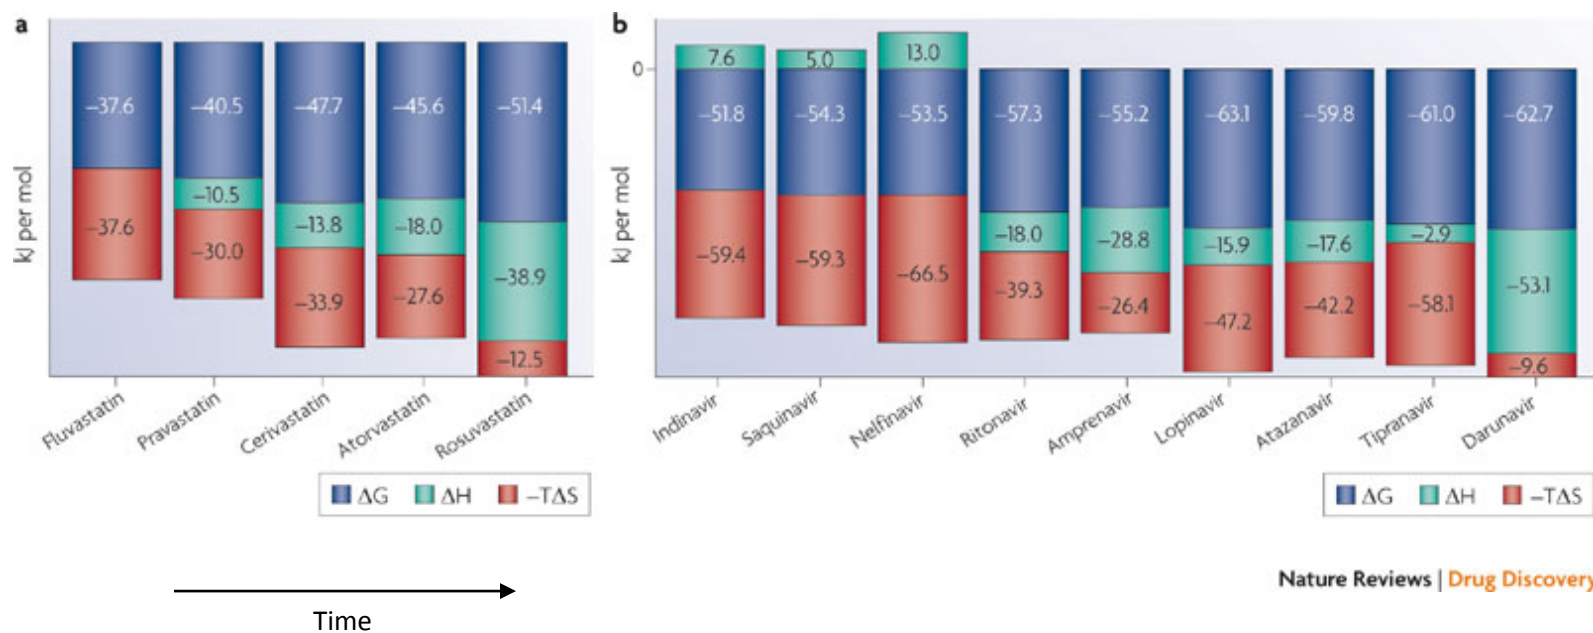 a
kJ per mol
–37.6
–37.6
–40.5
–10.5
–30.0
–47.7
–13.8
–33.9
–45.6
–18.0
–27.6
–51.4
–38.9
–12.5
Fluvastatin
Pravastatin
Cerivastatin
Atorvastatin
Rosuvastatin
ΔG ΔH –TΔS
b
0
kJ per mol
7.6
–51.8
–59.4
5.0
–54.3
–59.3
13.0
–53.5
–66.5
–57.3
–18.0
–39.3
–55.2
–28.8
–26.4
–63.1
–15.9
–47.2
–59.8
–17.6
–42.2
–61.0
–2.9
–58.1
–62.7
–53.1
–9.6
Indinavir
Saquinavir
Nelfinavir
Ritonavir
Amprenavir
Lopinavir
Atazanavir
Tipranavir
Darunavir
ΔG ΔH –TΔS
Time
Nature Reviews | Drug Discovery